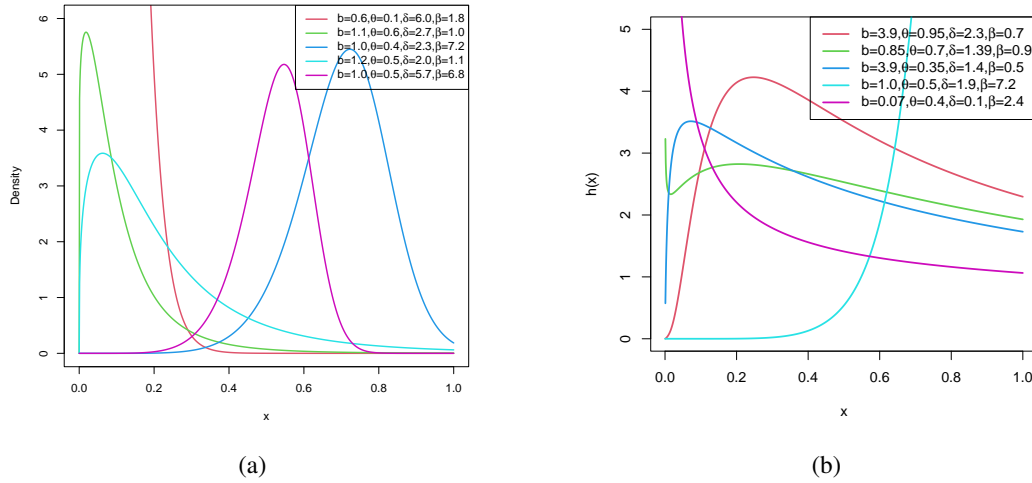 b=0.6,θ=0.1,δ=6.0,β=1.8
b=1.1,θ=0.6,δ=2.7,β=1.0
b=1.0,θ=0.4,δ=2.3,β=7.2
b=1.2,θ=0.5,δ=2.0,β=1.1
b=1.0,θ=0.5,δ=5.7,β=6.8
Density
0 1 2 3 4 5 6
0.0 0.2 0.4 0.6 0.8 1.0
x
(a)
b=3.9,θ=0.95,δ=2.3,β=0.7
b=0.85,θ=0.7,δ=1.39,β=0.9
b=3.9,θ=0.35,δ=1.4,β=0.5
b=1.0,θ=0.5,δ=1.9,β=7.2
b=0.07,θ=0.4,δ=0.1,β=2.4
h(x)
0 1 2 3 4 5
0.0 0.2 0.4 0.6 0.8 1.0
x
(b)